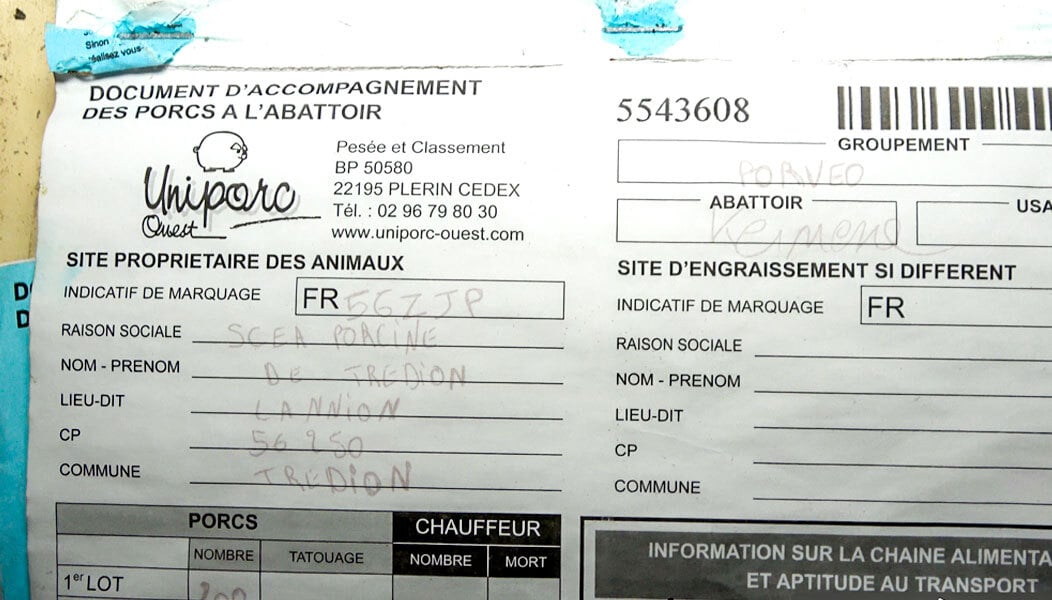 Sinon
réalisez vous
DOCUMENT D'ACCOMPAGNEMENT
DES PORCS A L'ABATTOIR
Uniporc
Ouest
Pesée et Classement
BP 50580
22195 PLERIN CEDEX
Tél. : 02 96 79 80 30
www.uniporc-ouest.com
SITE PROPRIETAIRE DES ANIMAUX
INDICATIF DE MARQUAGE FR 56ZJP
RAISON SOCIALE SCEA PORCINE
NOM - PRENOM DE TREDION
LIEU-DIT LANNION
CP 56250
COMMUNE TREDION
PORCS CHAUFFEUR
NOMBRE TATOUAGE NOMBRE MORT
1er LOT
5543608
GROUPEMENT
PORVEO
ABATTOIR USA
SITE D'ENGRAISSEMENT SI DIFFERENT
INDICATIF DE MARQUAGE FR
RAISON SOCIALE
NOM - PRENOM
LIEU-DIT
CP
COMMUNE
INFORMATION SUR LA CHAINE ALIMENTA
ET APTITUDE AU TRANSPORT